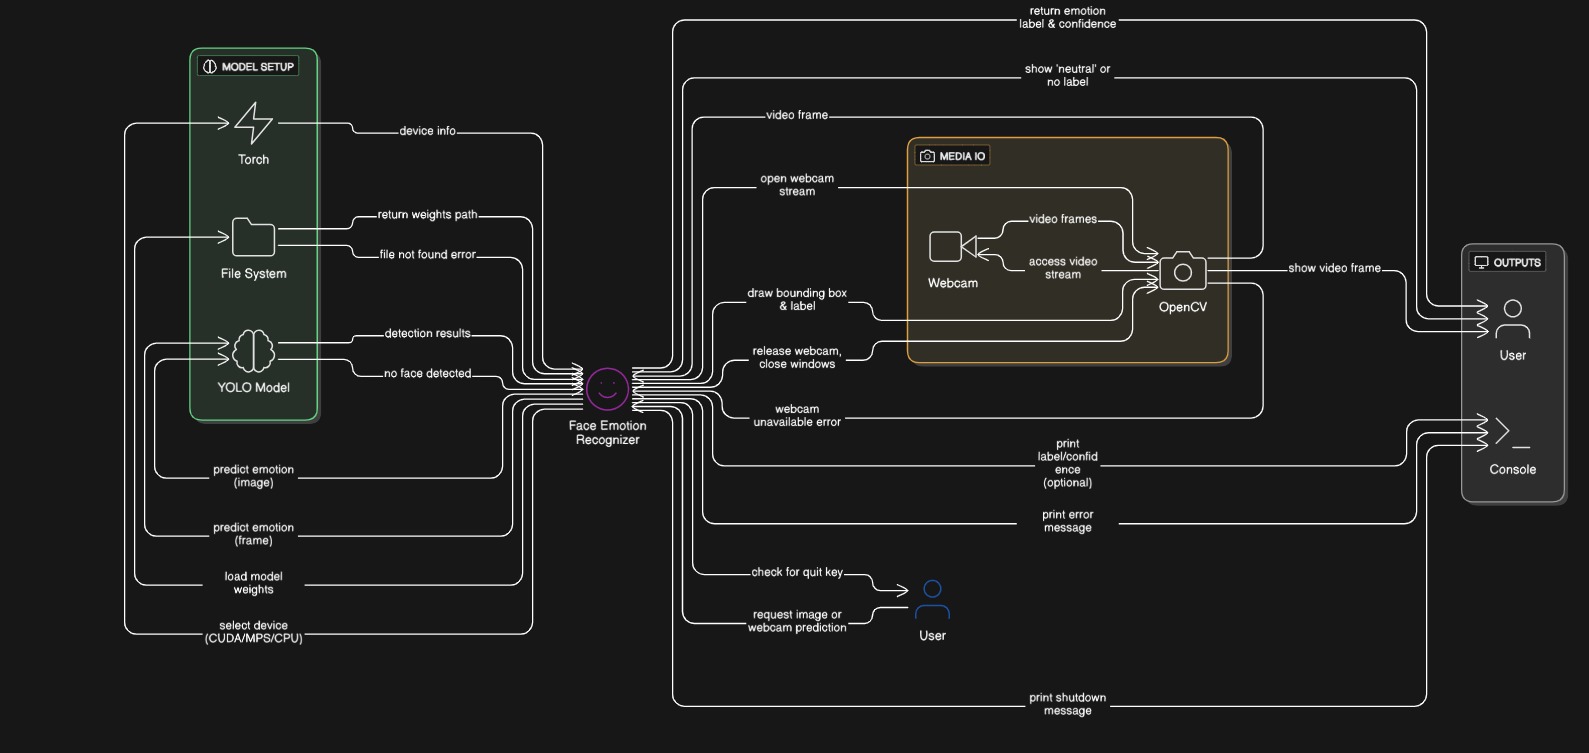 return emotion
label & confidence
show 'neutral' or
no label
MODEL SETUP
Torch
device info
File System
return weights path
file not found error
YOLO Model
detection results
no face detected
predict emotion
(image)
predict emotion
(frame)
load model
weights
select device
(CUDA/MPS/CPU)
Face Emotion
Recognizer
video frame
MEDIA IO
open webcam
stream
video frames
access video
stream
Webcam
OpenCV
draw bounding box
& label
release webcam,
close windows
webcam
unavailable error
show video frame
OUTPUTS
User
Console
print
label/confid
ence
(optional)
print error
message
check for quit key
request image or
webcam prediction
User
print shutdown
message